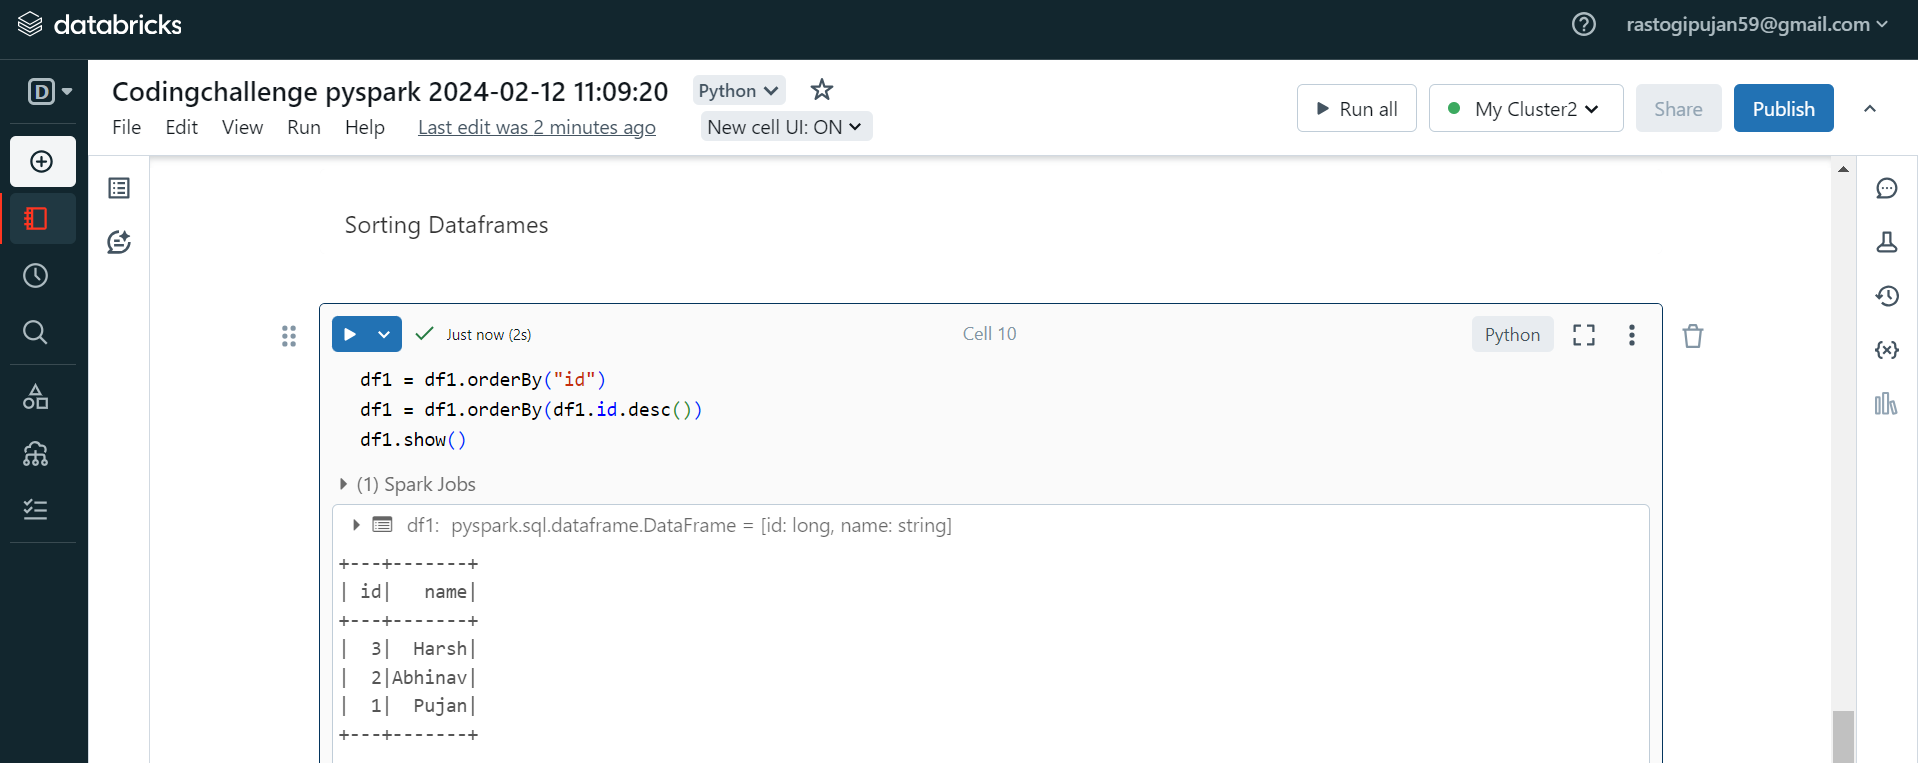 databricks
rastogipujan59@gmail.com
D
Codingchallenge pyspark 2024-02-12 11:09:20 Python
File Edit View Run Help Last edit was 2 minutes ago New cell UI: ON
Run all My Cluster2 Share Publish
Sorting Dataframes
Just now (2s) Cell 10 Python
df1 = df1.orderBy("id")
df1 = df1.orderBy(df1.id.desc())
df1.show()
(1) Spark Jobs
df1: pyspark.sql.dataframe.DataFrame = [id: long, name: string]
+---+-------+
| id|   name|
+---+-------+
|  3|  Harsh|
|  2|Abhinav|
|  1|  Pujan|
+---+-------+